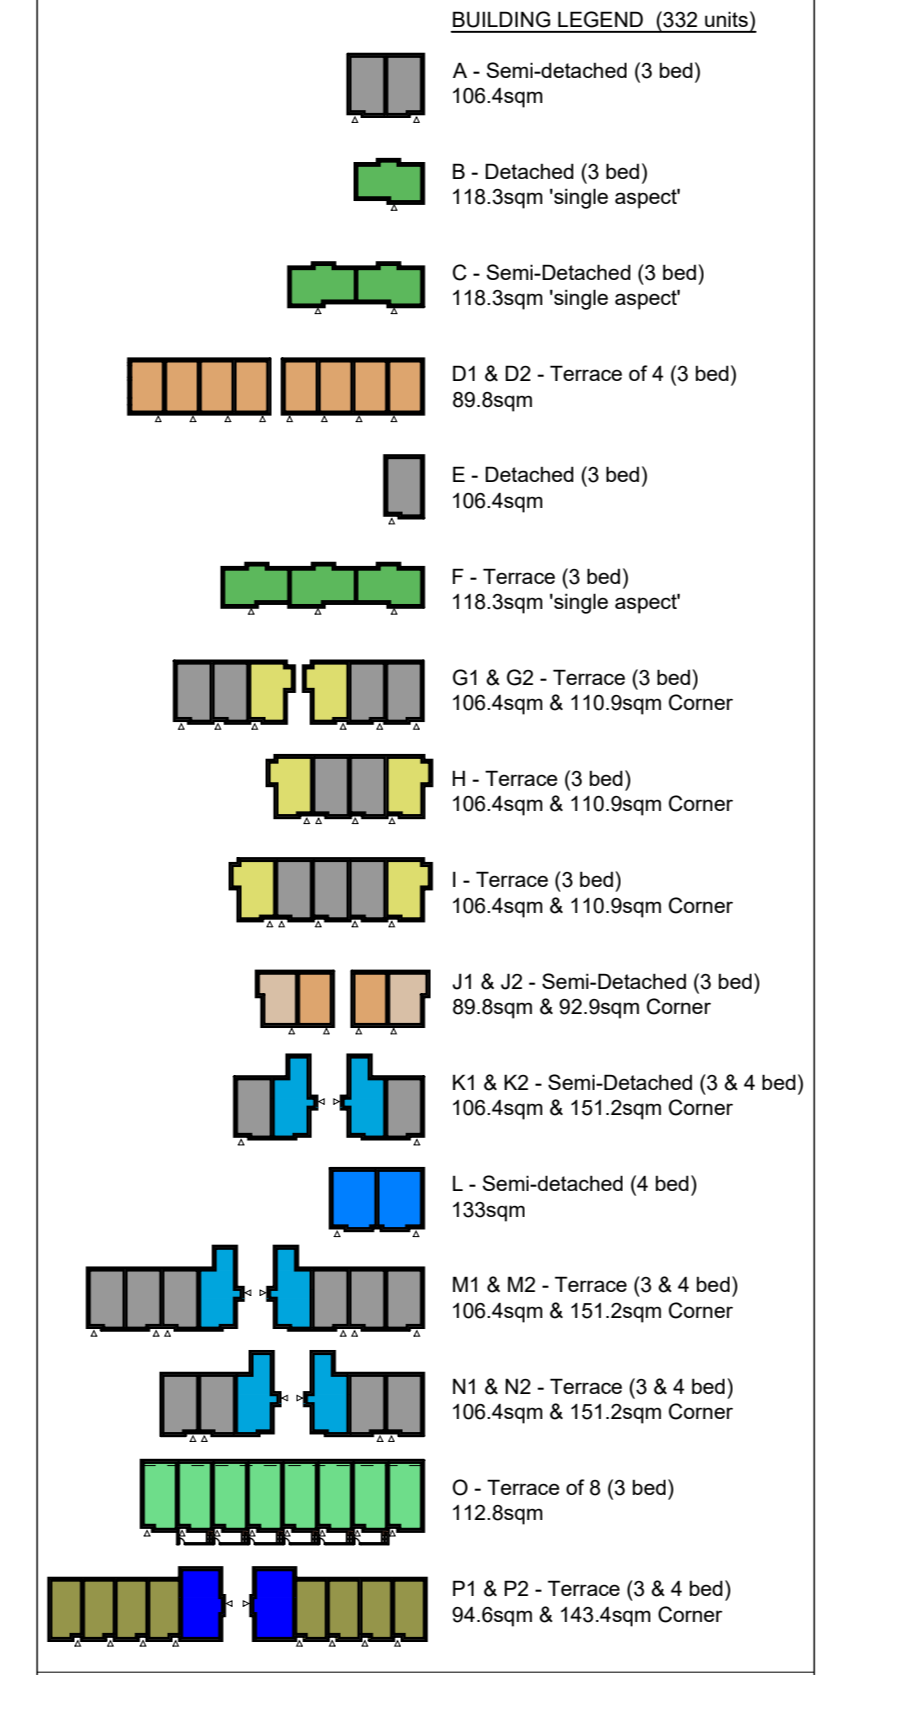 BUILDING LEGEND (332 units)
A - Semi-detached (3 bed)
106.4sqm
B - Detached (3 bed)
118.3sqm 'single aspect'
C - Semi-Detached (3 bed)
118.3sqm 'single aspect'
D1 & D2 - Terrace of 4 (3 bed)
89.8sqm
E - Detached (3 bed)
106.4sqm
F - Terrace (3 bed)
118.3sqm 'single aspect'
G1 & G2 - Terrace (3 bed)
106.4sqm & 110.9sqm Corner
H - Terrace (3 bed)
106.4sqm & 110.9sqm Corner
I - Terrace (3 bed)
106.4sqm & 110.9sqm Corner
J1 & J2 - Semi-Detached (3 bed)
89.8sqm & 92.9sqm Corner
K1 & K2 - Semi-Detached (3 & 4 bed)
106.4sqm & 151.2sqm Corner
L - Semi-detached (4 bed)
133sqm
M1 & M2 - Terrace (3 & 4 bed)
106.4sqm & 151.2sqm Corner
N1 & N2 - Terrace (3 & 4 bed)
106.4sqm & 151.2sqm Corner
O - Terrace of 8 (3 bed)
112.8sqm
P1 & P2 - Terrace (3 & 4 bed)
94.6sqm & 143.4sqm Corner